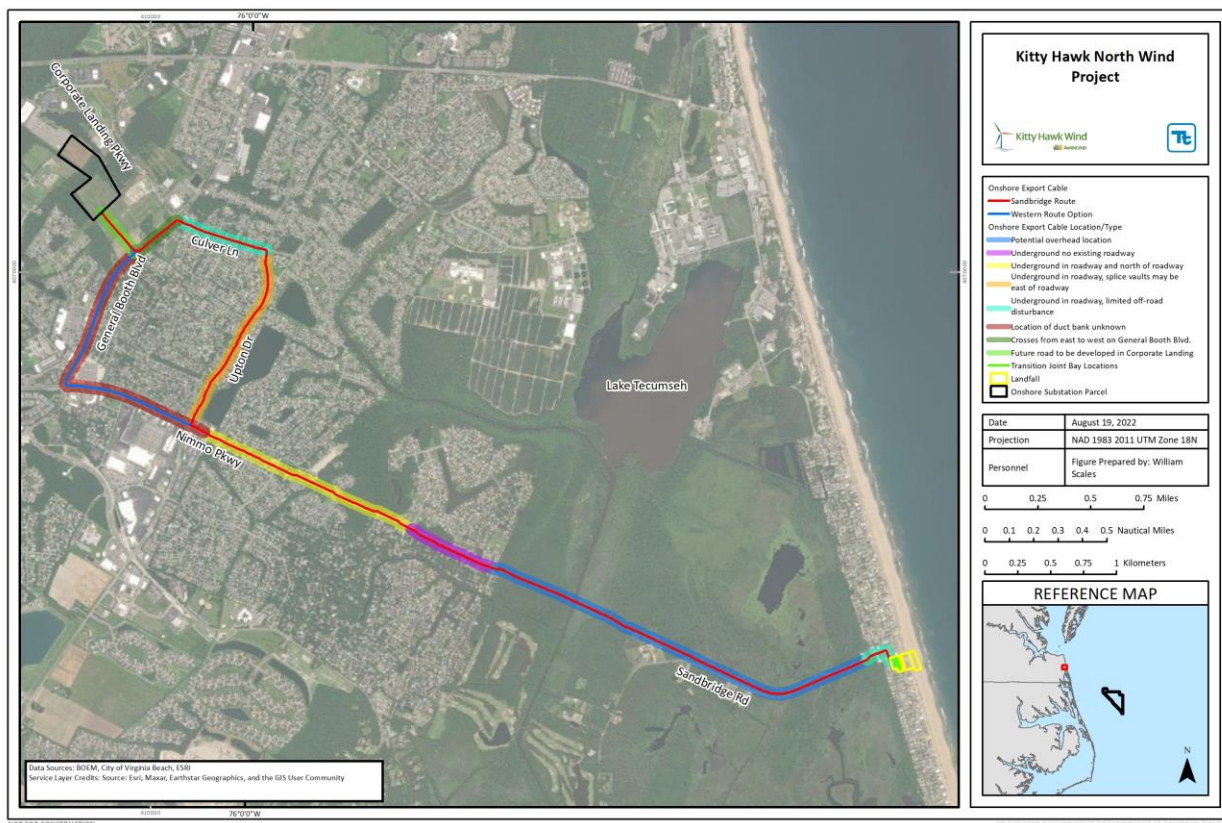 410000
76°0'0"W
Corporate Landing Pkwy
Culver Ln
General Booth Blvd
Upton Dr
Nimmo Pkwy
Lake Tecumseh
Sandbridge Rd
Data Sources: BOEM, City of Virginia Beach, ESRI
Service Layer Credits: Source: Esri, Maxar, Earthstar Geographics, and the GIS User Community
410000
76°0'0"W
Kitty Hawk North Wind
Project
Kitty Hawk Wind
AVANGRID
Tt
Onshore Export Cable
Sandbridge Route
Western Route Option
Onshore Export Cable Location/Type
Potential overhead location
Underground no existing roadway
Underground in roadway and north of roadway
Underground in roadway, splice vaults may be
east of roadway
Underground in roadway, limited off-road
disturbance
Location of duct bank unknown
Crosses from east to west on General Booth Blvd.
Future road to be developed in Corporate Landing
Transition Joint Bay Locations
Landfall
Onshore Substation Parcel
Date August 19, 2022
Projection NAD 1983 2011 UTM Zone 18N
Personnel Figure Prepared by: William
Scales
0 0.25 0.5 0.75 Miles
0 0.1 0.2 0.3 0.4 0.5 Nautical Miles
0 0.25 0.5 0.75 1 Kilometers
REFERENCE MAP
N